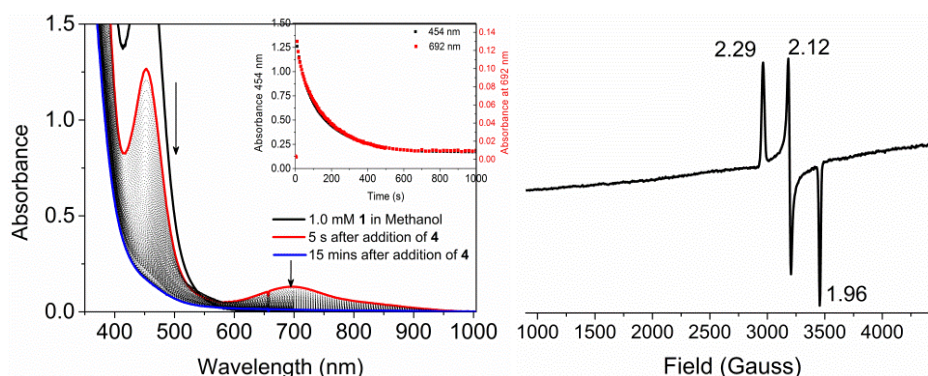 1.5
1.0
0.5
0.0
Absorbance
400 500 600 700 800 900 1000
Wavelength (nm)
1.50
1.25
1.00
0.75
0.50
0.25
0.00
Absorbance 454 nm
0 200 400 600 800 1000
Time (s)
0.14
0.12
0.10
0.08
0.06
0.04
0.02
0.00
Absorbance at 692 nm
454 nm
692 nm
1.0 mM 1 in Methanol
5 s after addition of 4
15 mins after addition of 4
2.29 2.12
1.96
1000 1500 2000 2500 3000 3500 4000
Field (Gauss)